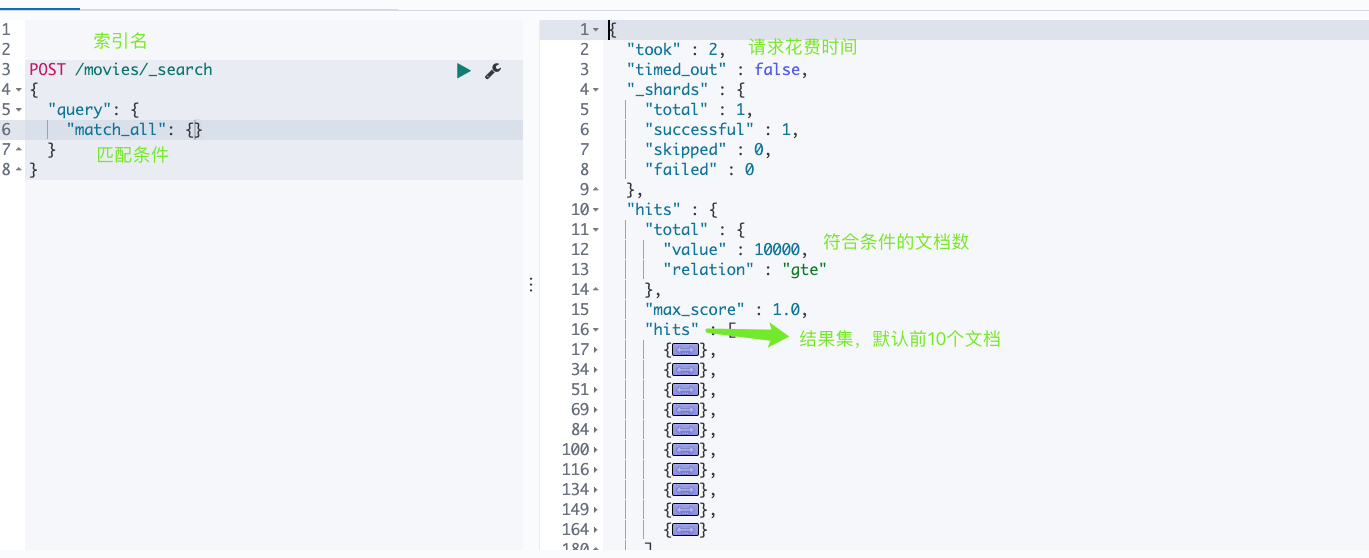 1
2 索引名
3 POST /movies/_search
4 {
5 "query": {
6 "match_all": {}
7 }
匹配条件
8 }
1 {
2 "took" : 2, 请求花费时间
3 "timed_out" : false,
4 "_shards" : {
5 "total" : 1,
6 "successful" : 1,
7 "skipped" : 0,
8 "failed" : 0
9 },
10 "hits" : {
11 "total" : {
12 "value" : 10000, 符合条件的文档数
13 "relation" : "gte"
14 },
15 "max_score" : 1.0,
16 "hits" : [ 结果集，默认前10个文档
17 {},
34 {},
51 {},
69 {},
84 {},
100 {},
116 {},
134 {},
149 {},
164 {}
180 ]